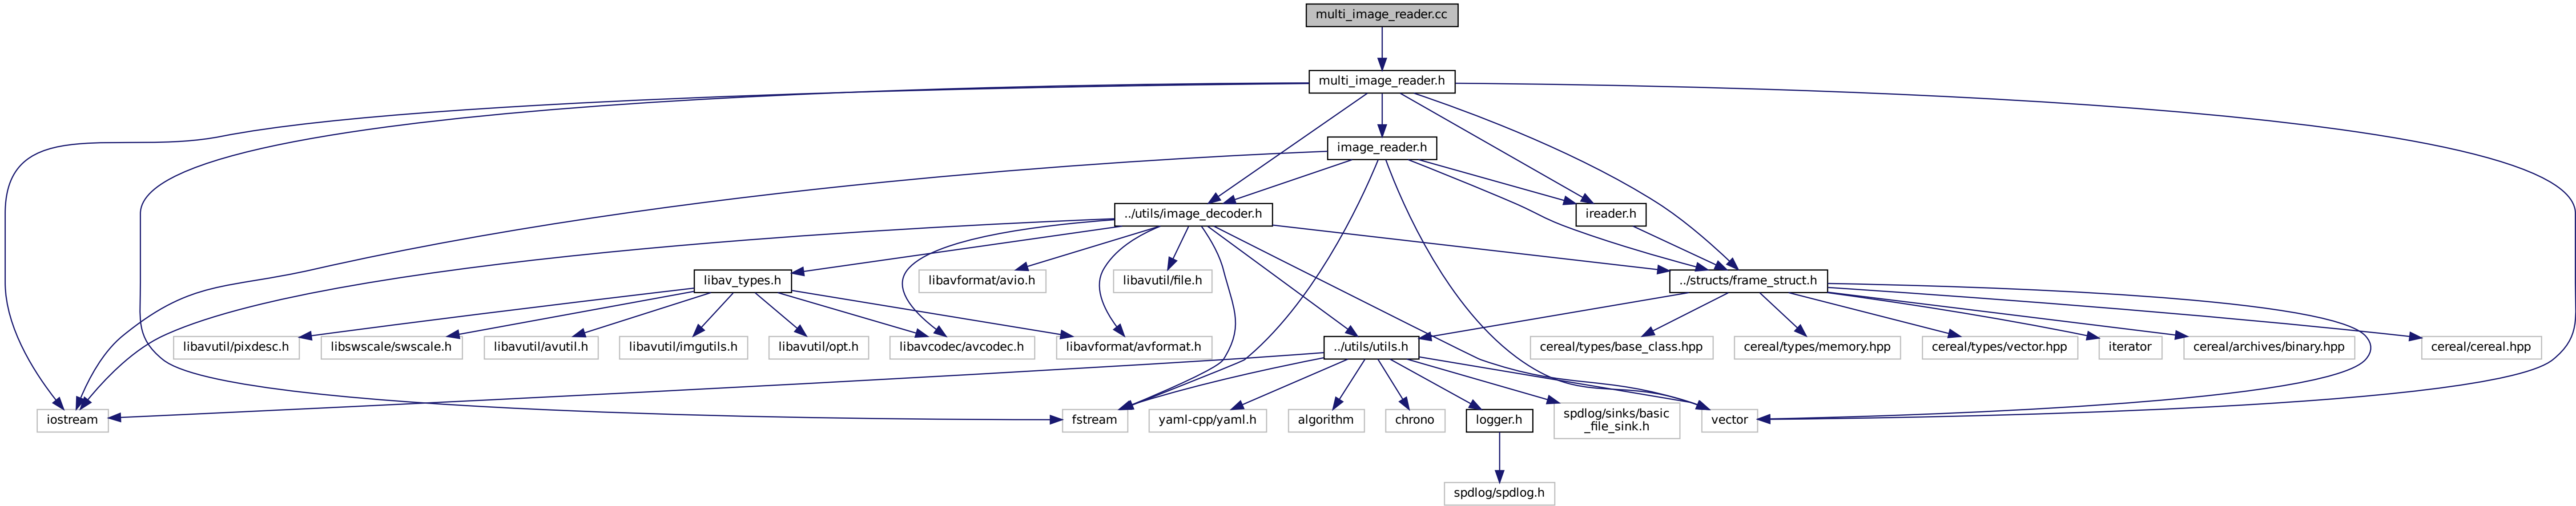 multi_image_reader.cc
multi_image_reader.h
image_reader.h
../utils/image_decoder.h
ireader.h
libav_types.h
libavformat/avio.h
libavutil/file.h
../structs/frame_struct.h
libavutil/pixdesc.h
libswscale/swscale.h
libavutil/avutil.h
libavutil/imgutils.h
libavutil/opt.h
libavcodec/avcodec.h
libavformat/avformat.h
../utils/utils.h
cereal/types/base_class.hpp
cereal/types/memory.hpp
cereal/types/vector.hpp
iterator
cereal/archives/binary.hpp
cereal/cereal.hpp
iostream
fstream
yaml-cpp/yaml.h
algorithm
chrono
logger.h
spdlog/sinks/basic
_file_sink.h
vector
spdlog/spdlog.h